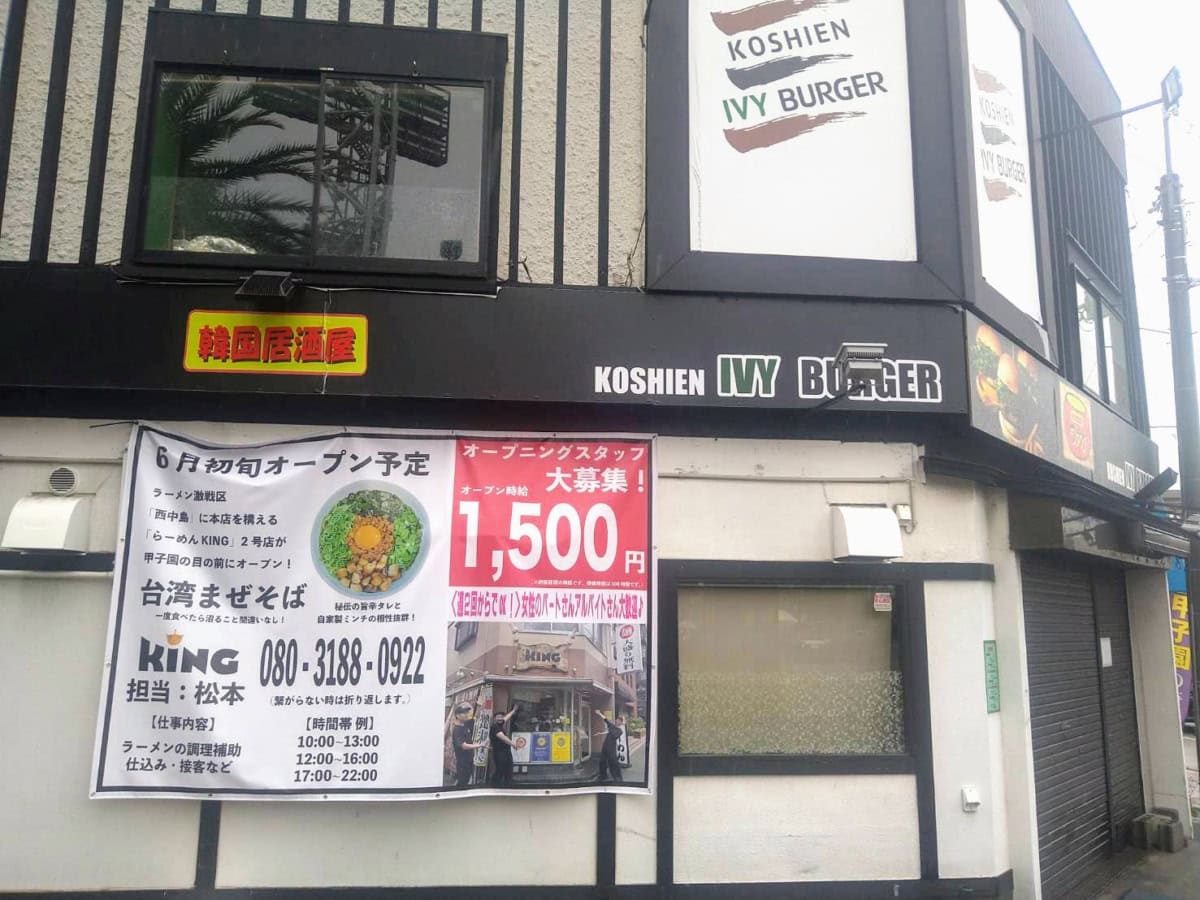 KOSHIEN
IVY BURGER
KOSHIEN
IVY BURGER
韓国居酒屋
KOSHIEN IVY BURGER
6月初旬オープン予定
ラーメン激戦区
「西中島」に本店を構える
「らーめんKING」2号店が
甲子園の目の前にオープン！
台湾まぜそば
一度食べたら沼ること間違いなし！
秘伝の旨辛タレと
自家製ミンチの相性抜群！
KING
担当：松本
080-3188-0922
(繋がらない時は折り返します。)
【仕事内容】
ラーメンの調理補助
仕込み・接客など
【時間帯 例】
10:00~13:00
12:00~16:00
17:00~22:00
オープニングスタッフ
大募集！
オープン時給
1,500円
〈週2回からでOK！〉女性のパートさんアルバイトさん大歓迎♪
KING
大盛り無料
甲子園